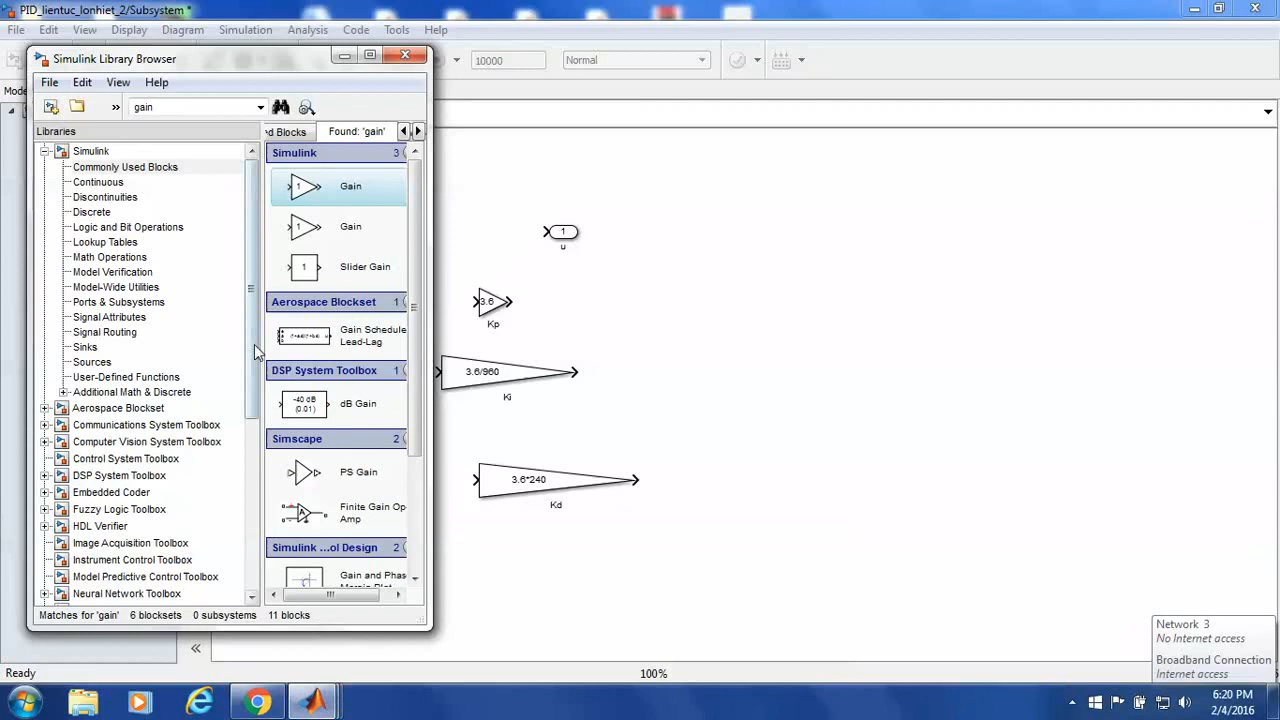 PID_lientuc_lonhiet_2/Subsystem *
File Edit View Display Diagram Simulation Analysis Code Tools Help
10000 Normal
Simulink Library Browser
File Edit View Help
» gain
Libraries
d Blocks Found: 'gain'
Simulink
Commonly Used Blocks
Continuous
Discontinuities
Discrete
Logic and Bit Operations
Lookup Tables
Math Operations
Model Verification
Model-Wide Utilities
Ports & Subsystems
Signal Attributes
Signal Routing
Sinks
Sources
User-Defined Functions
Additional Math & Discrete
Aerospace Blockset
Communications System Toolbox
Computer Vision System Toolbox
Control System Toolbox
DSP System Toolbox
Embedded Coder
Fuzzy Logic Toolbox
HDL Verifier
Image Acquisition Toolbox
Instrument Control Toolbox
Model Predictive Control Toolbox
Neural Network Toolbox
Simulink 3
1 Gain
1 Gain
1 Slider Gain
Aerospace Blockset 1
Gain Schedule
Lead-Lag
DSP System Toolbox 1
-40 dB
(0.01)
dB Gain
Simscape 2
PS Gain
Finite Gain Op-
Amp
Simulink ...ol Design 2
Gain and Phas
Matches for 'gain' 6 blocksets 0 subsystems 11 blocks
Mode
1
u
3.6
Kp
3.6/960
Ki
3.6*240
Kd
Network 3
No Internet access
Broadband Connection
Internet access
«
Ready 100%
6:20 PM
2/4/2016